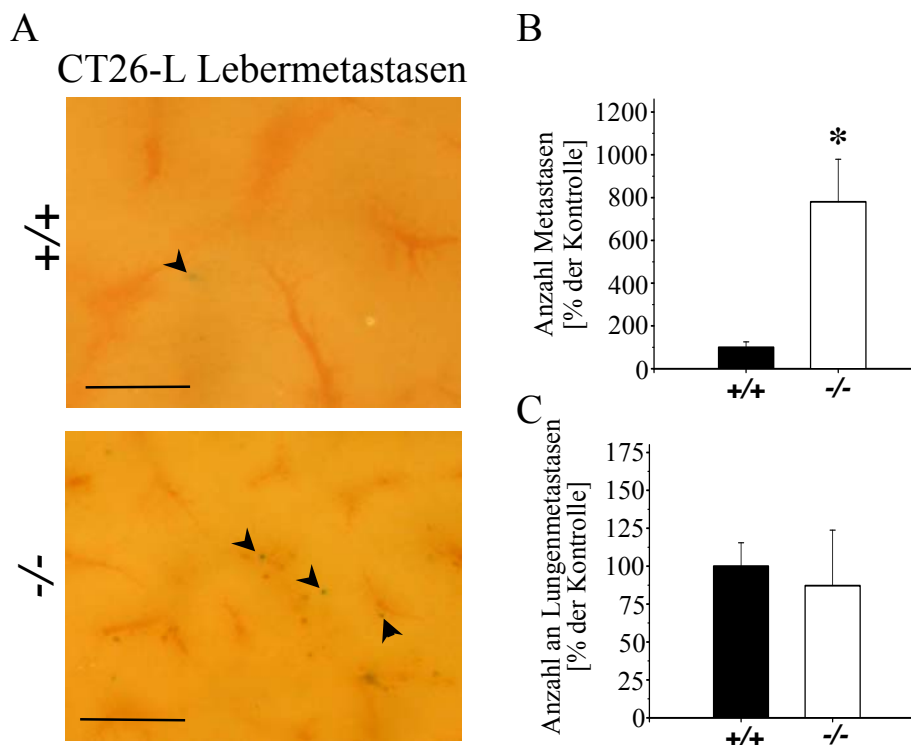 A
CT26-L Lebermetastasen
+/+
-/-
B
Anzahl Metastasen
[% der Kontrolle]
1200
1000
800
600
400
200
100
0
*
+/+
-/-
C
Anzahl an Lungenmetastasen
[% der Kontrolle]
175
150
125
100
75
50
25
0
+/+
-/-